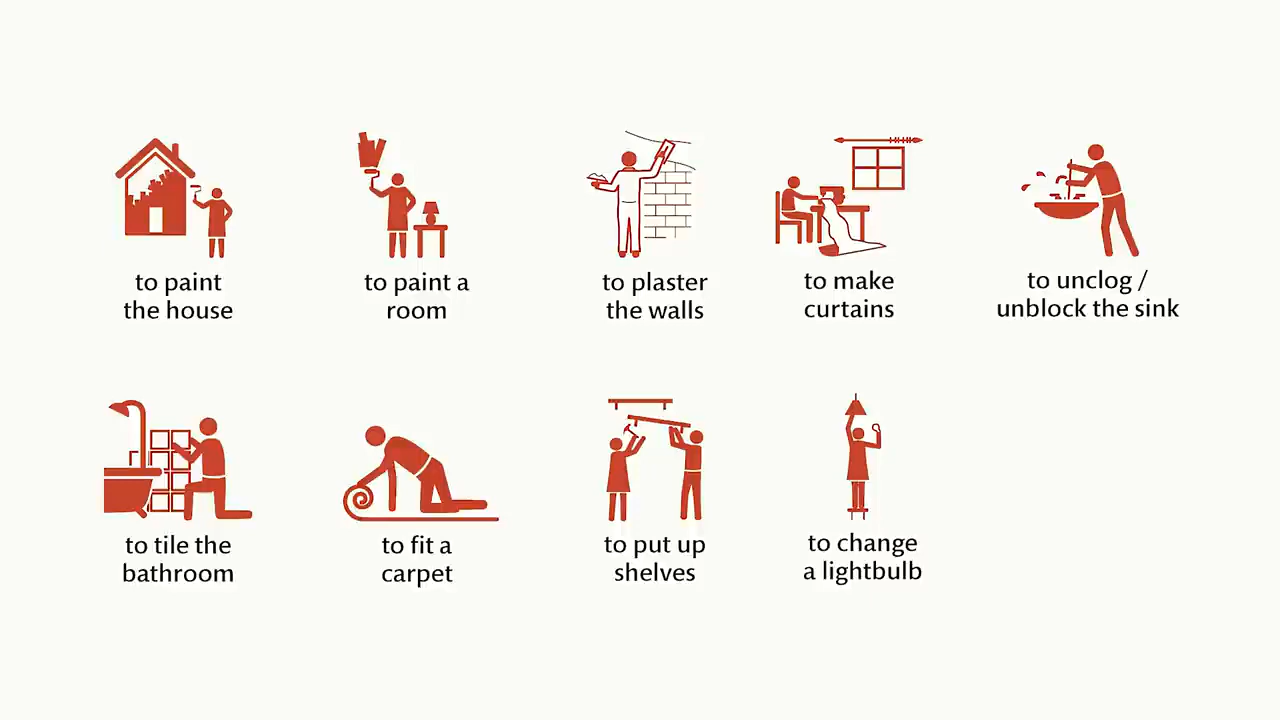 to paint
the house
to paint a
room
to plaster
the walls
to make
curtains
to unclog /
unblock the sink
to tile the
bathroom
to fit a
carpet
to put up
shelves
to change
a lightbulb